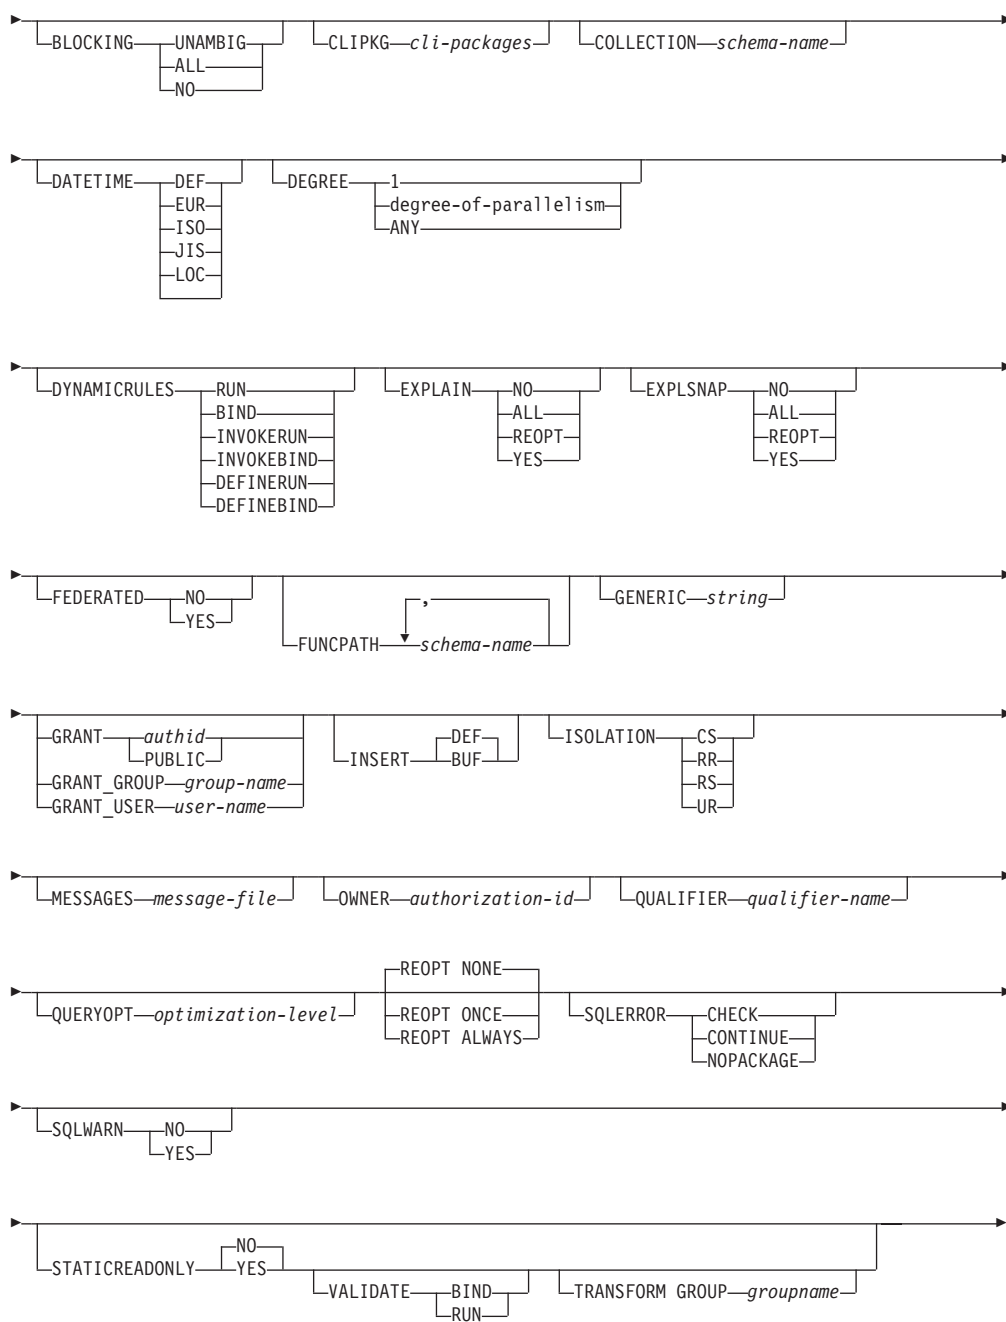 BLOCKING UNAMBIG CLIPKG cli-packages COLLECTION schema-name
ALL
NO
DATETIME DEF DEGREE 1
EUR degree-of-parallelism
ISO ANY
JIS
LOC
DYNAMICRULES RUN EXPLAIN NO EXPLSNAP NO
BIND ALL ALL
INVOKERUN REOPT REOPT
INVOKEBIND YES YES
DEFINERUN
DEFINEBIND
FEDERATED NO , GENERIC string
YES
FUNCPATH schema-name
GRANT authid DEF ISOLATION CS
PUBLIC INSERT BUF RR
GRANT_GROUP group-name RS
GRANT_USER user-name UR
MESSAGES message-file OWNER authorization-id QUALIFIER qualifier-name
REOPT NONE
QUERYOPT optimization-level REOPT ONCE SQLERROR CHECK
REOPT ALWAYS CONTINUE
NOPACKAGE
SQLWARN NO
YES
NO
STATICREADONLY YES
VALIDATE BIND TRANSFORM GROUP groupname
RUN